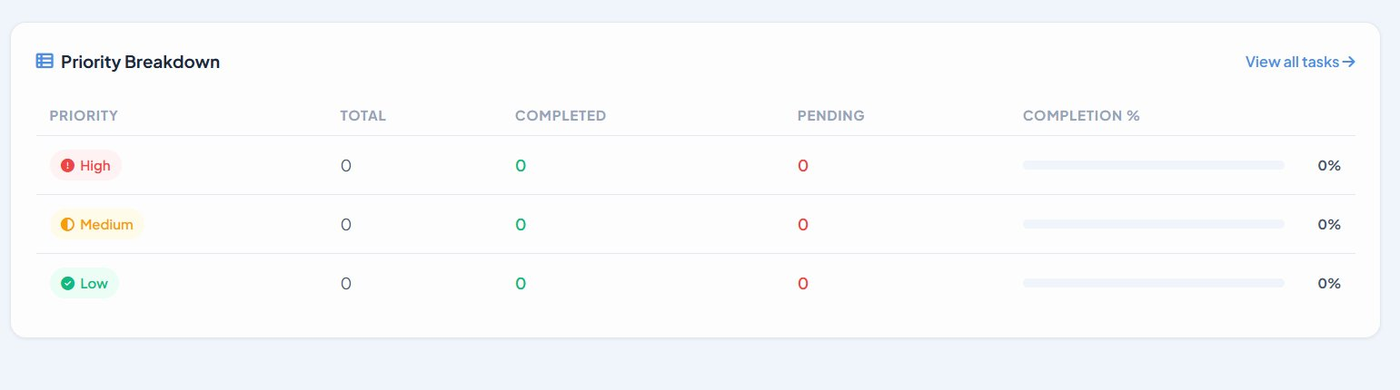 Priority Breakdown View all tasks →
PRIORITY TOTAL COMPLETED PENDING COMPLETION %
High 0 0 0 0%
Medium 0 0 0 0%
Low 0 0 0 0%